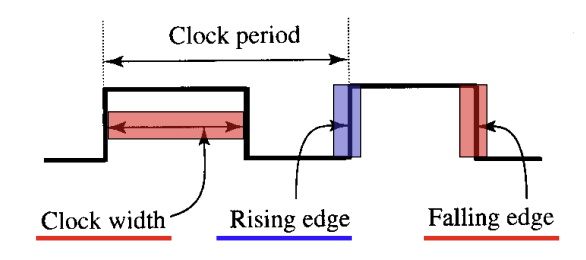 Clock period
Clock width
Rising edge
Falling edge